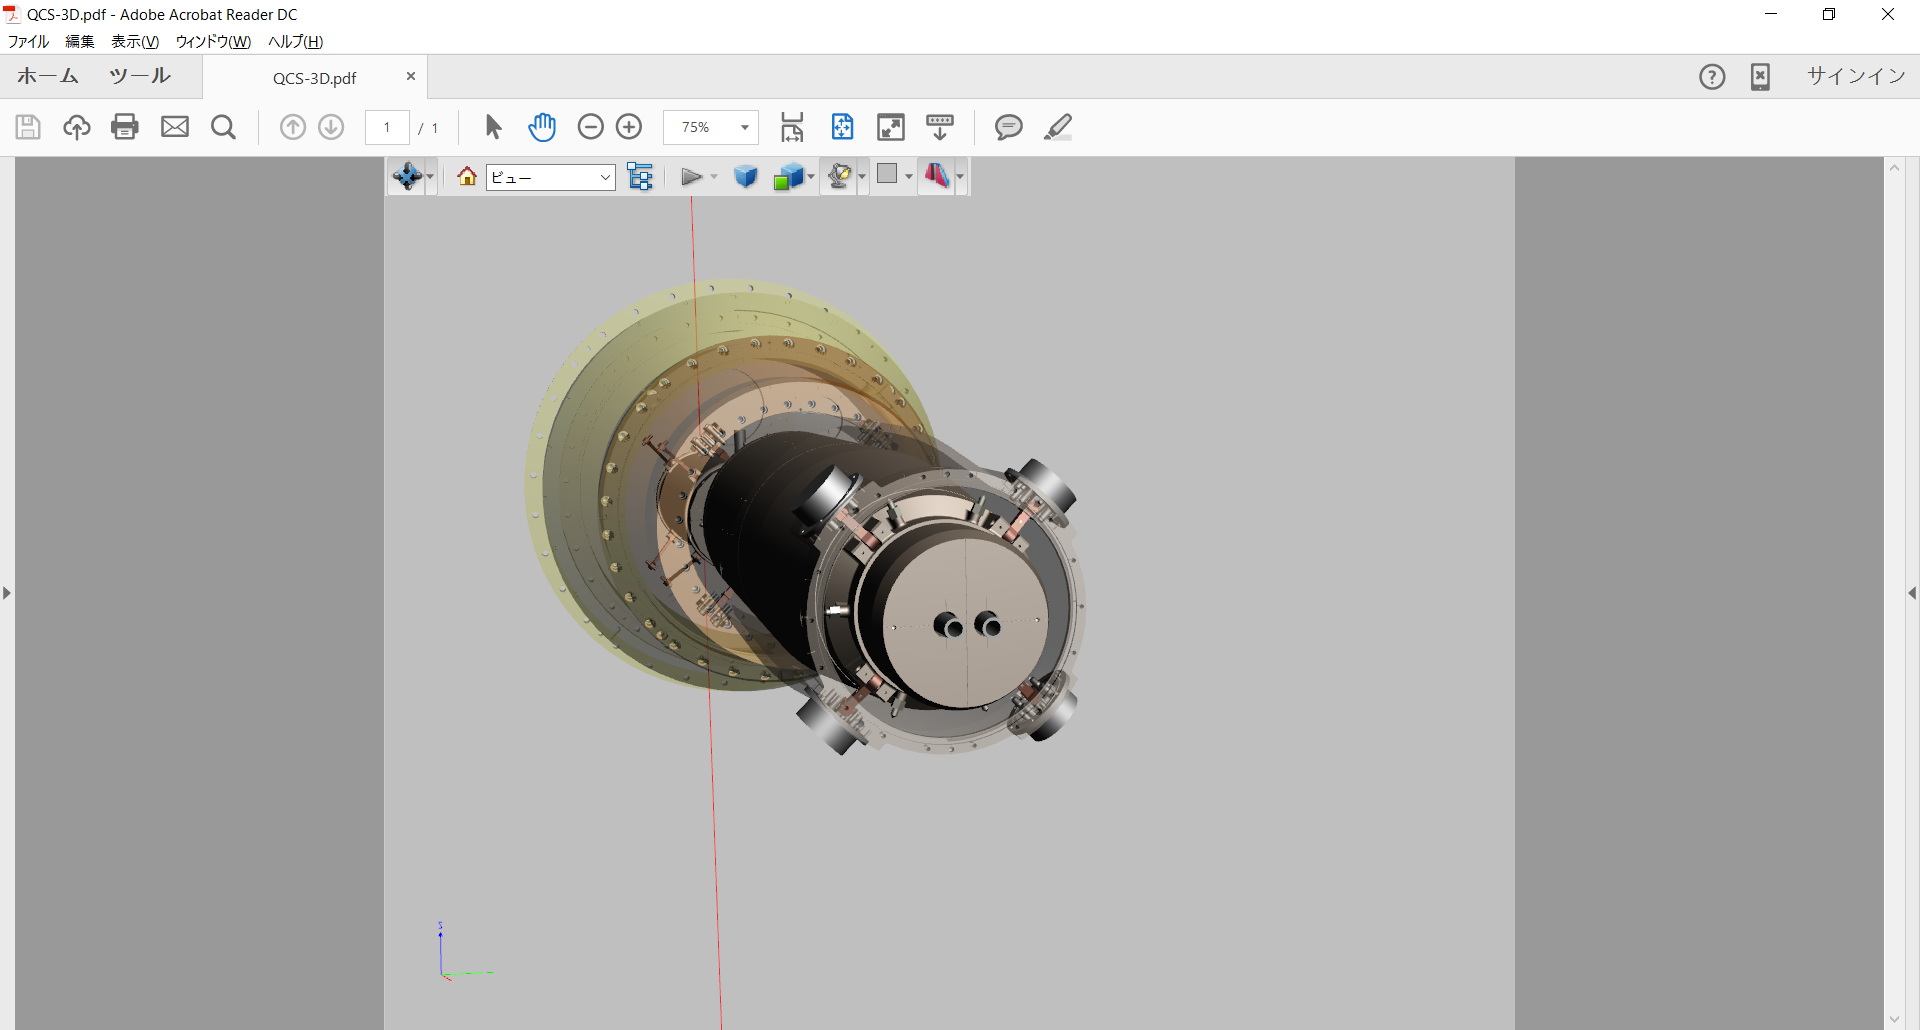 QCS-3D.pdf - Adobe Acrobat Reader DC
ファイル 編集 表示(V) ウィンドウ(W) ヘルプ(H)
ホーム ツール QCS-3D.pdf サインイン
1 / 1 75%
ビュー
Z